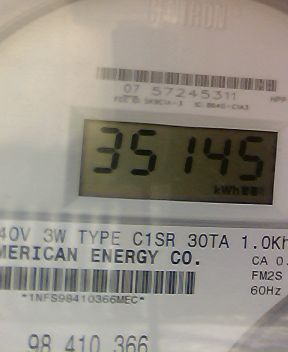 CENTRON
07 57245311
35145
kWh
40V 3W TYPE C1SR 30TA 1.0Kh
MERICAN ENERGY CO.
CA 0.
FM2S
60Hz
*1NFS98410366MEC*
98 410 366